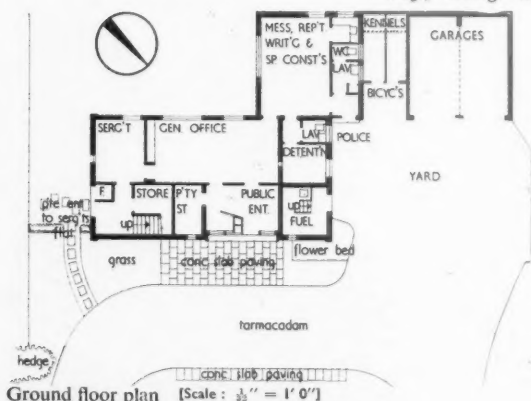 MESS, REP'T
WRIT'G &
SP CONST'S
WC
LAV
KENNELS
BICYC'S
GARAGES
SERG'T
GEN. OFFICE
LAV
DETENT'N
POLICE
YARD
F.
STORE
up
P'TY
ST
PUBLIC
ENT.
up
FUEL
pte ent
to serg'ts
flat
grass
conc slab paving
flower bed
tarmacadam
hedge
conc slab paving
Ground floor plan [Scale : 1/32" = 1' 0"]